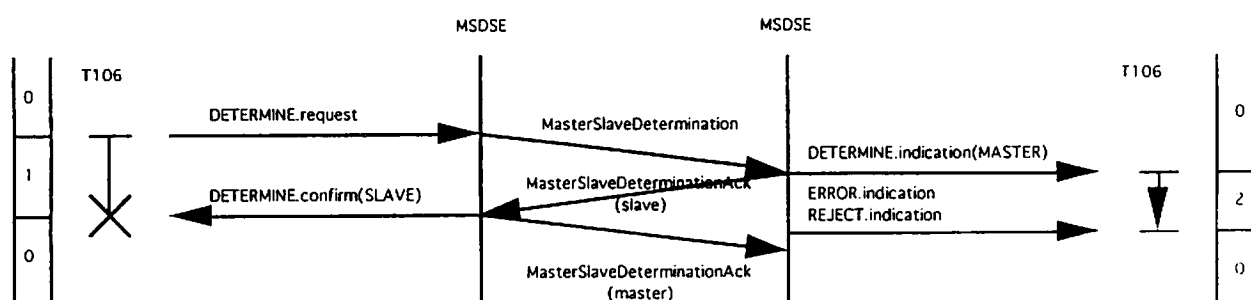 MSDSE
MSDSE
T106
T106
0
0
DETERMINE.request
MasterSlaveDetermination
DETERMINE.indication(MASTER)
1
MasterSlaveDeterminationAck
(slave)
DETERMINE.confirm(SLAVE)
ERROR.indication
REJECT.indication
2
0
0
MasterSlaveDeterminationAck
(master)